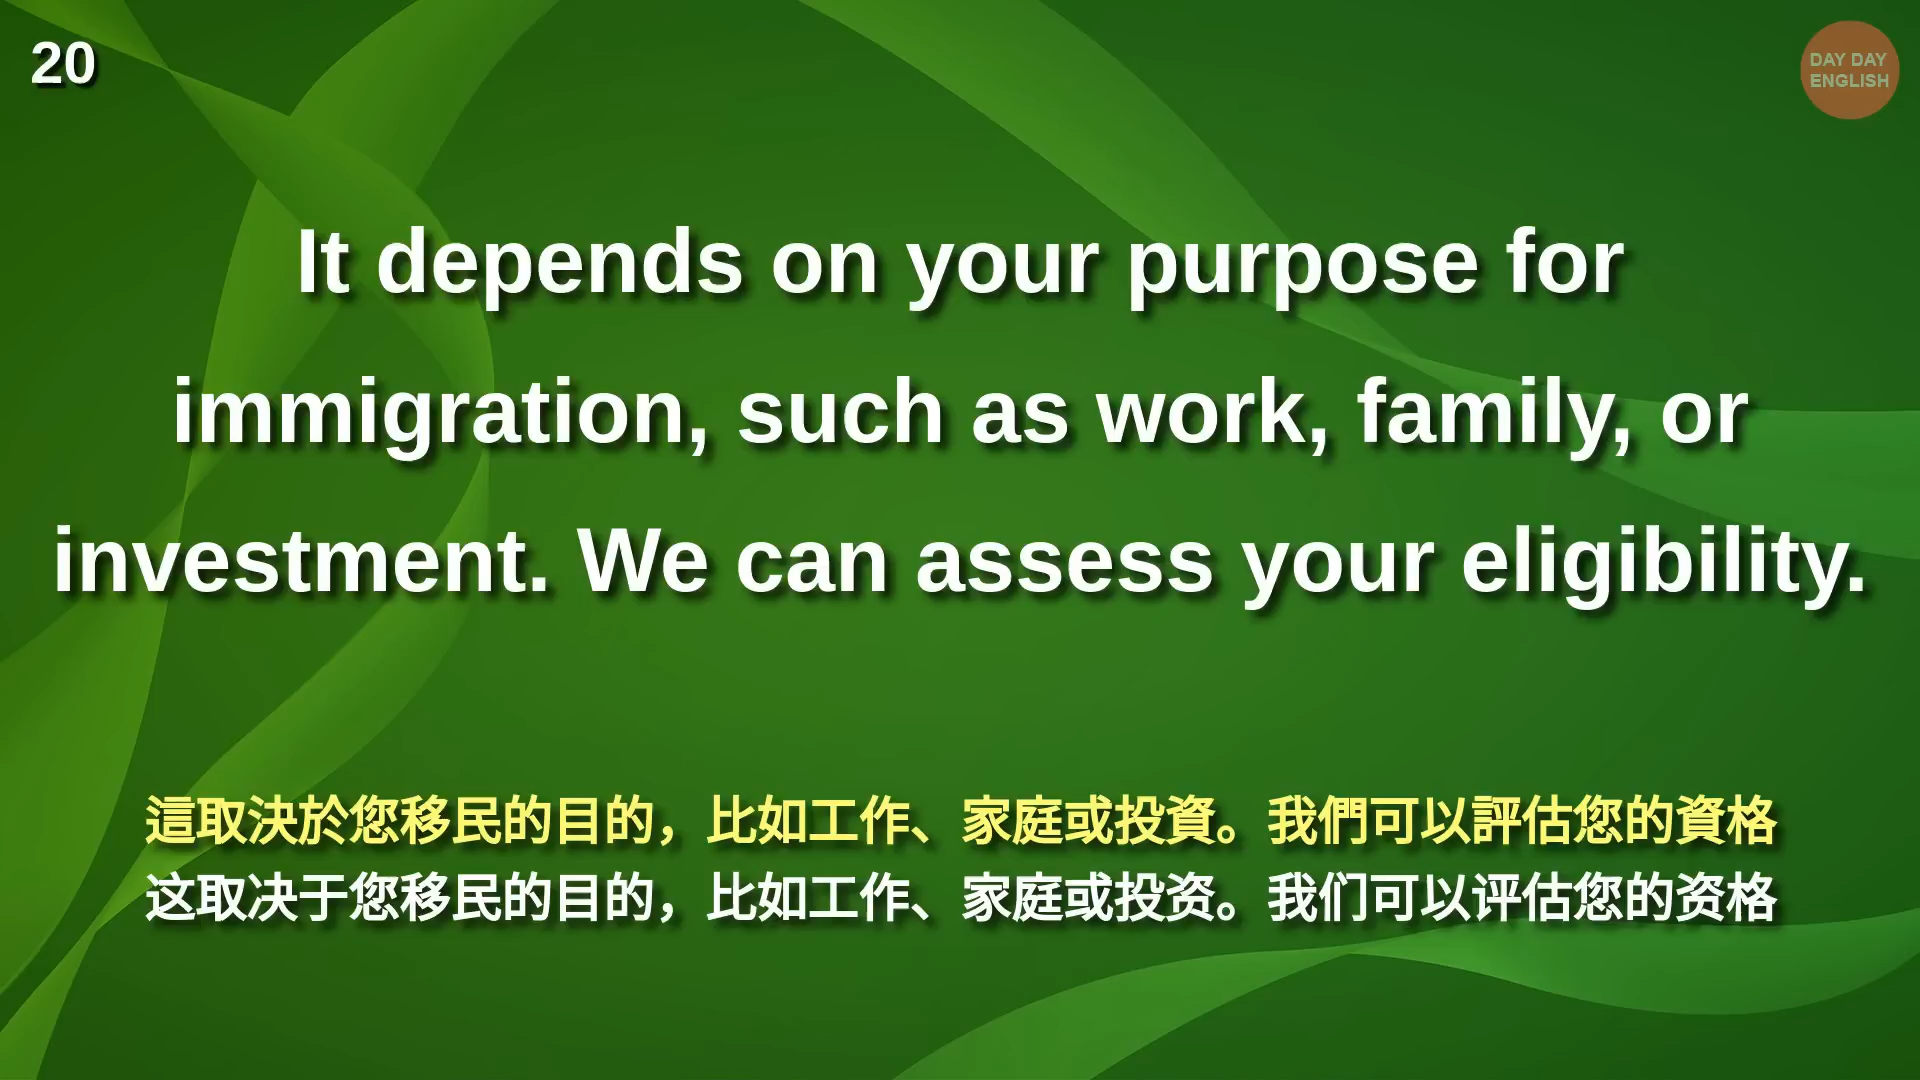 20
DAY DAY
ENGLISH
It depends on your purpose for
immigration, such as work, family, or
investment. We can assess your eligibility.
這取決於您移民的目的，比如工作、家庭或投資。我們可以評估您的資格
这取决于您移民的目的，比如工作、家庭或投资。我们可以评估您的资格